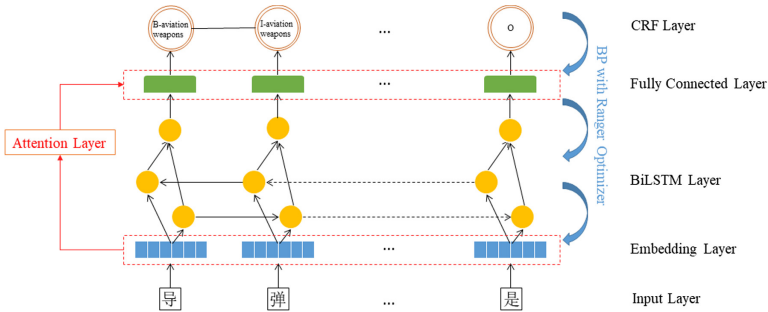 B-aviation
weapons
I-aviation
weapons
...
O
CRF Layer
...
Fully Connected Layer
BP with Ranger Optimizer
Attention Layer
BiLSTM Layer
...
Embedding Layer
导
弹
...
是
Input Layer